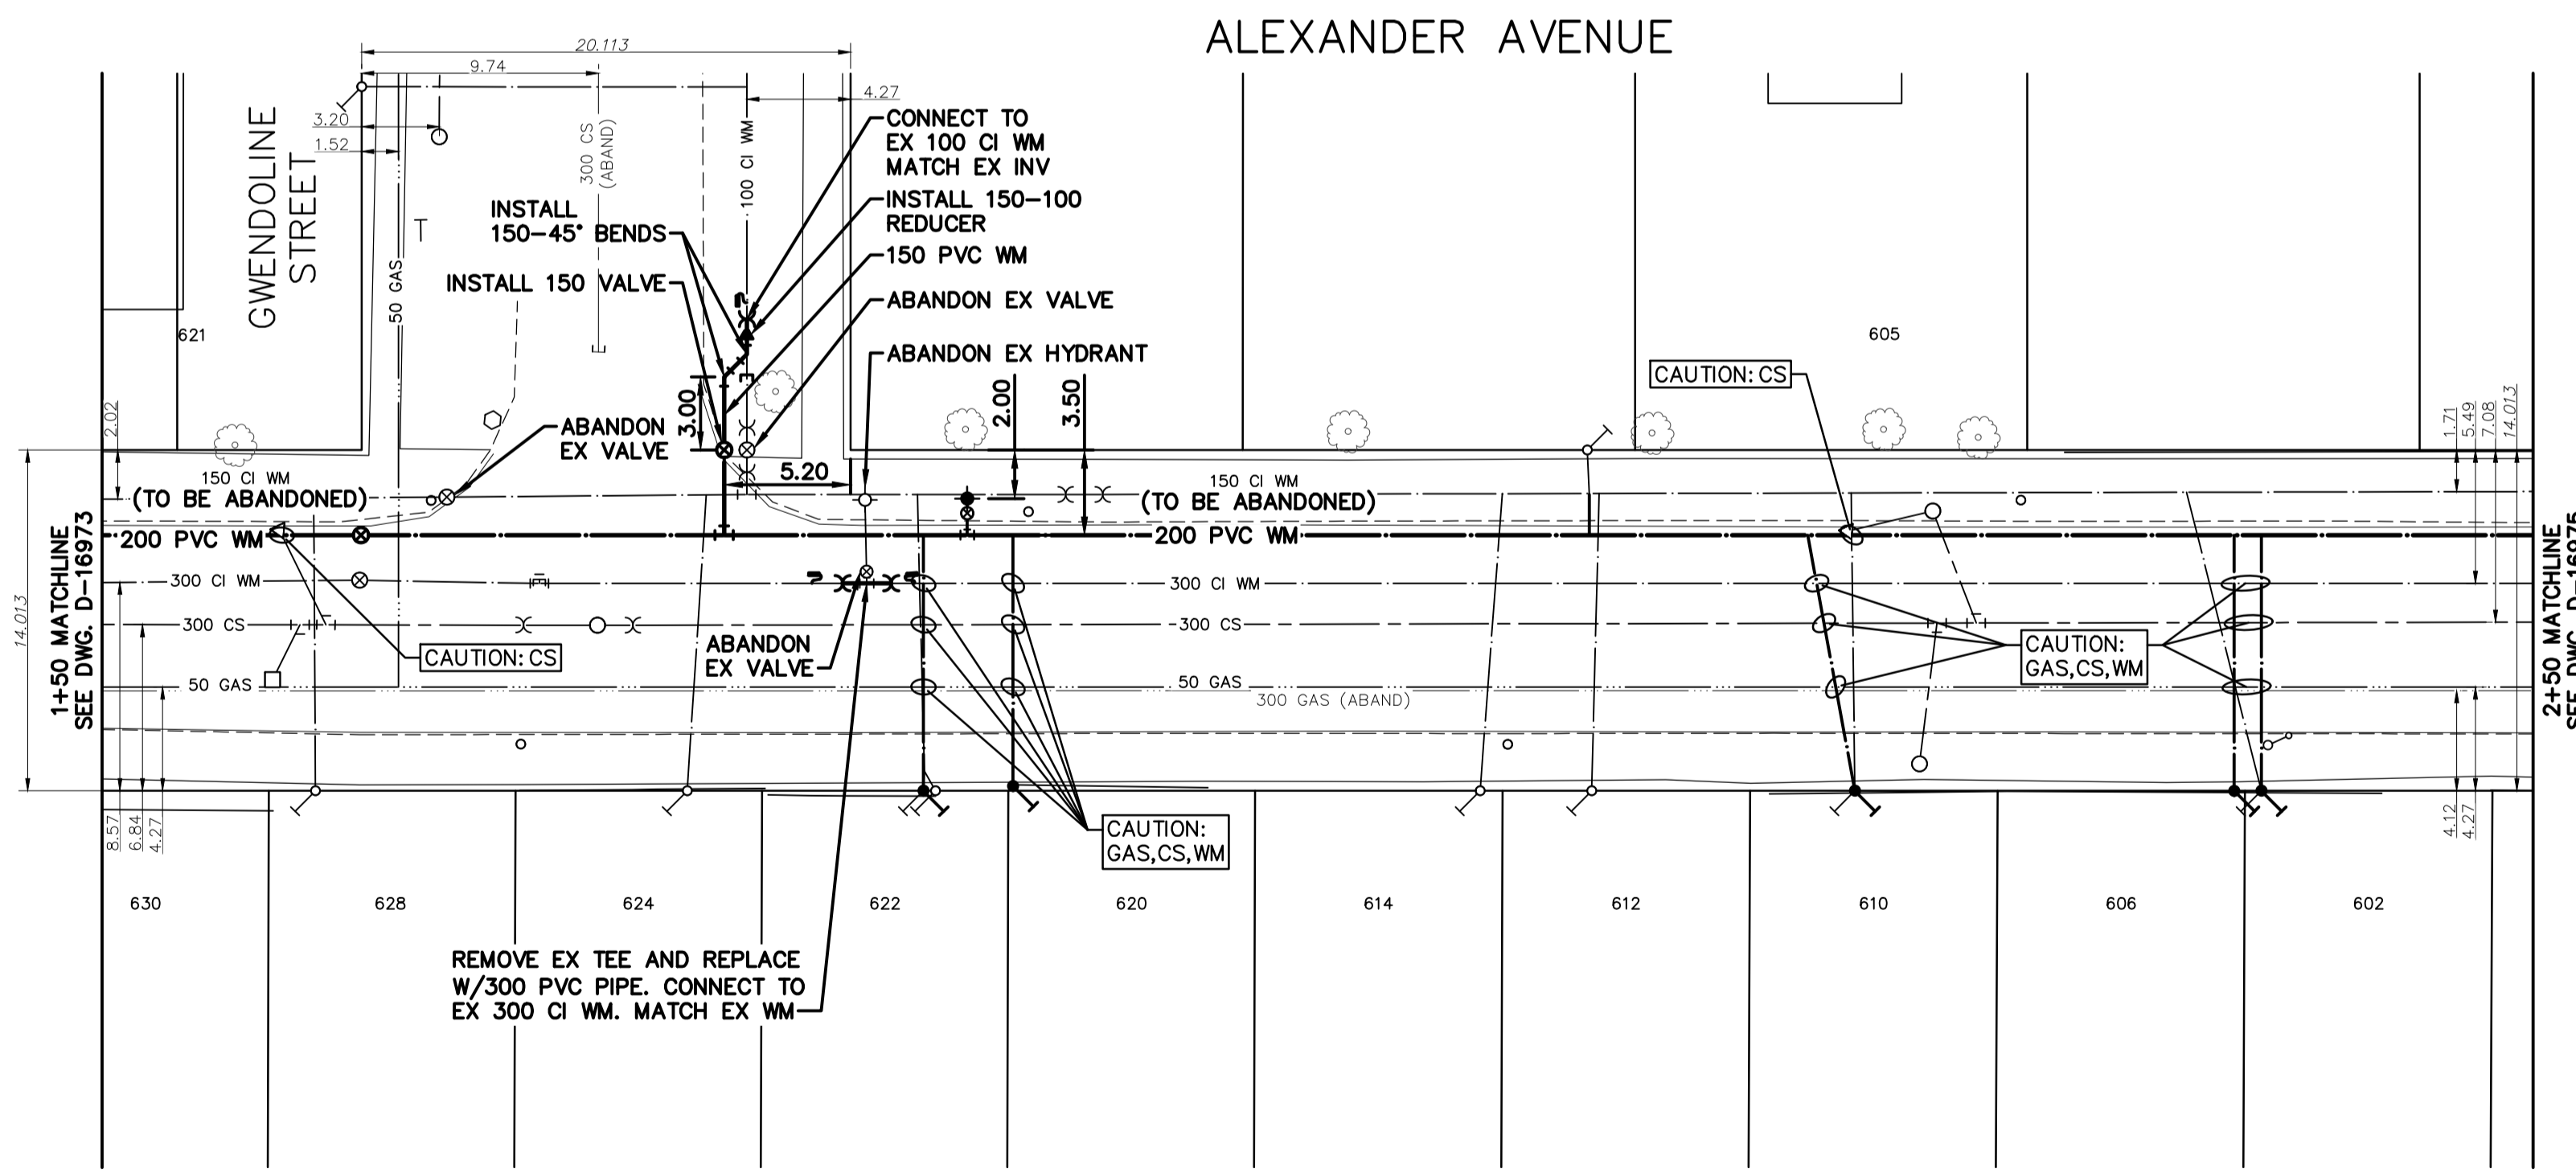 ALEXANDER AVENUE
20.113
9.74
4.27
3.20
1.52
GWENDOLINE
STREET
300 CS
(ABAND)
100 CI WM
50 GAS
CONNECT TO
EX 100 CI WM
MATCH EX INV
INSTALL 150-100
REDUCER
150 PVC WM
INSTALL
150-45° BENDS
INSTALL 150 VALVE
ABANDON EX VALVE
ABANDON EX HYDRANT
621
605
CAUTION: CS
2.02
3.00
2.00
3.50
1.71
5.49
7.08
14.013
ABANDON
EX VALVE
5.20
150 CI WM
(TO BE ABANDONED)
150 CI WM
(TO BE ABANDONED)
200 PVC WM
200 PVC WM
300 CI WM
300 CI WM
300 CS
300 CS
50 GAS
50 GAS
300 GAS (ABAND)
1+50 MATCHLINE
SEE DWG. D-16973
2+50 MATCHLINE
SEE DWG. D-16975
14.013
CAUTION: CS
ABANDON
EX VALVE
CAUTION:
GAS,CS,WM
CAUTION:
GAS,CS,WM
8.57
6.84
4.27
4.12
4.27
630
628
624
622
620
614
612
610
606
602
REMOVE EX TEE AND REPLACE
W/300 PVC PIPE. CONNECT TO
EX 300 CI WM. MATCH EX WM